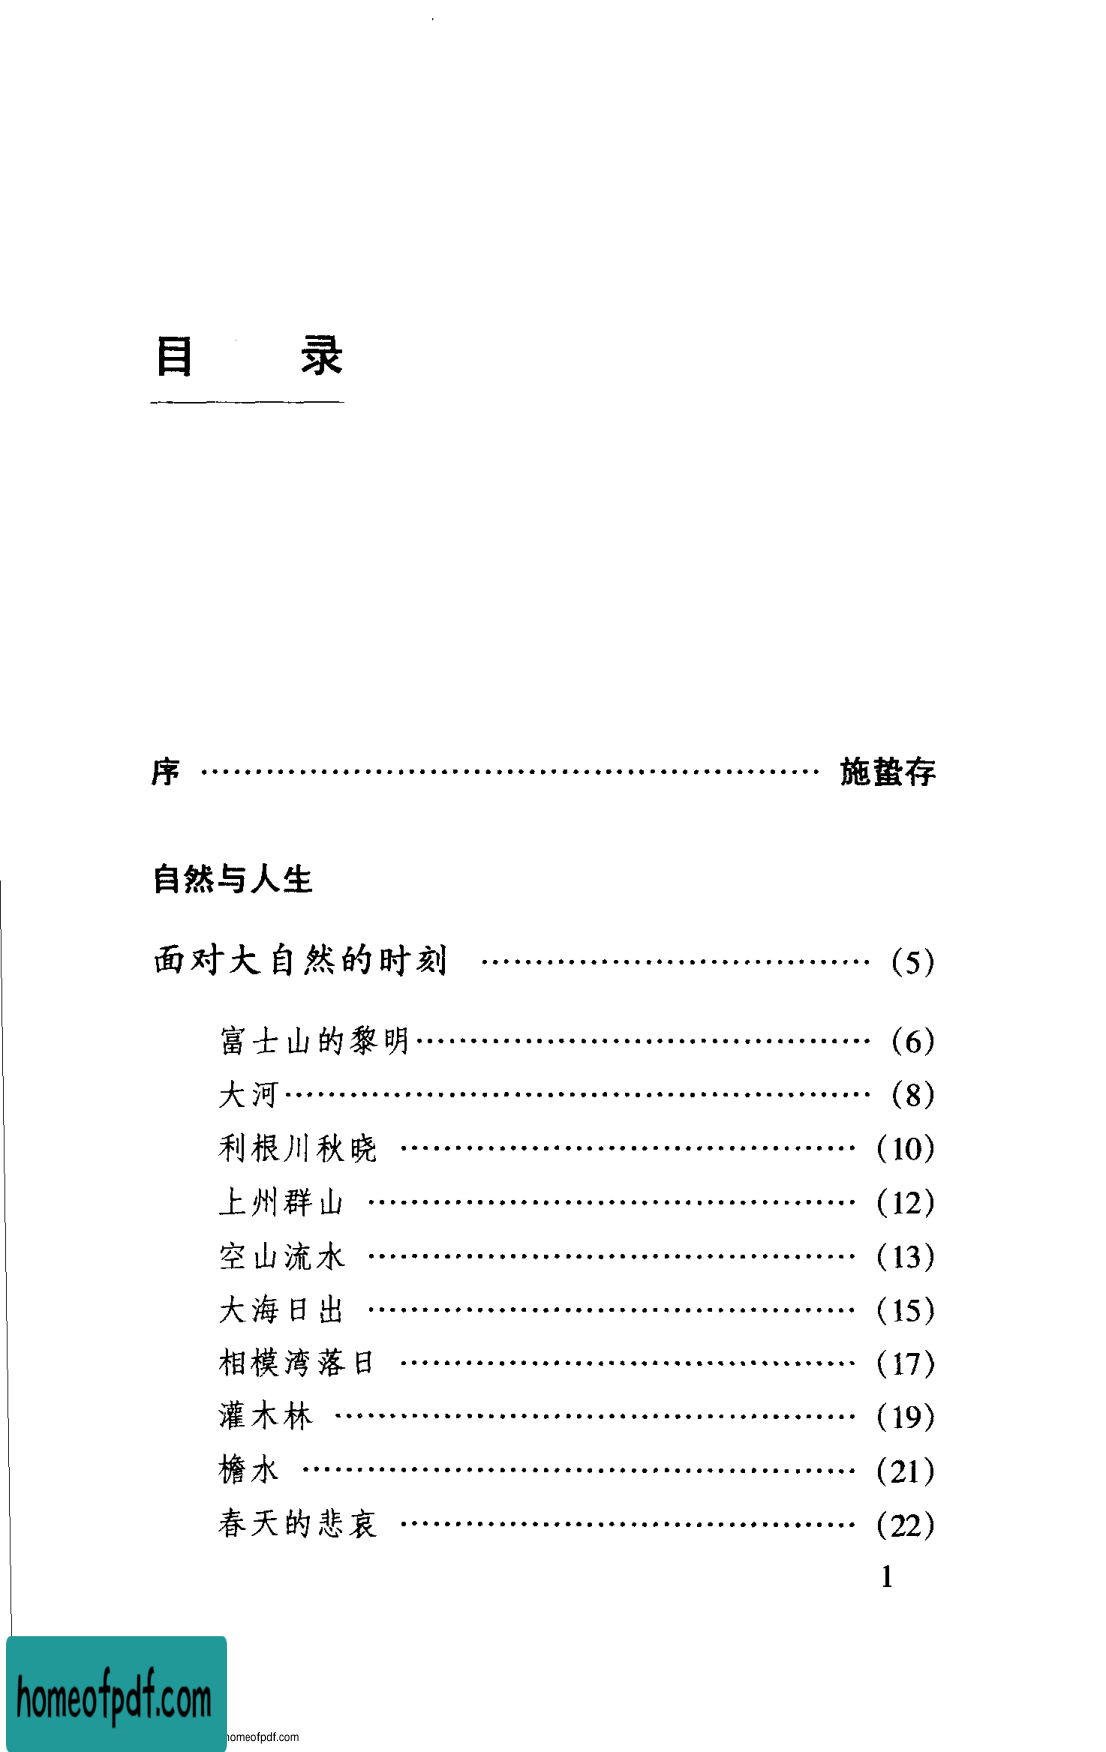 目 录
序 …………………………………………… 施蛰存
自然与人生
面对大自然的时刻 ………………………… (5)
富士山的黎明………………………………… (6)
大河…………………………………………… (8)
利根川秋晓 ………………………………… (10)
上州群山 …………………………………… (12)
空山流水 …………………………………… (13)
大海日出 …………………………………… (15)
相模湾落日 ………………………………… (17)
灌木林 ……………………………………… (19)
檐水 ………………………………………… (21)
春天的悲哀 ………………………………… (22)
1
homeofpdf.com
homeofpdf.com